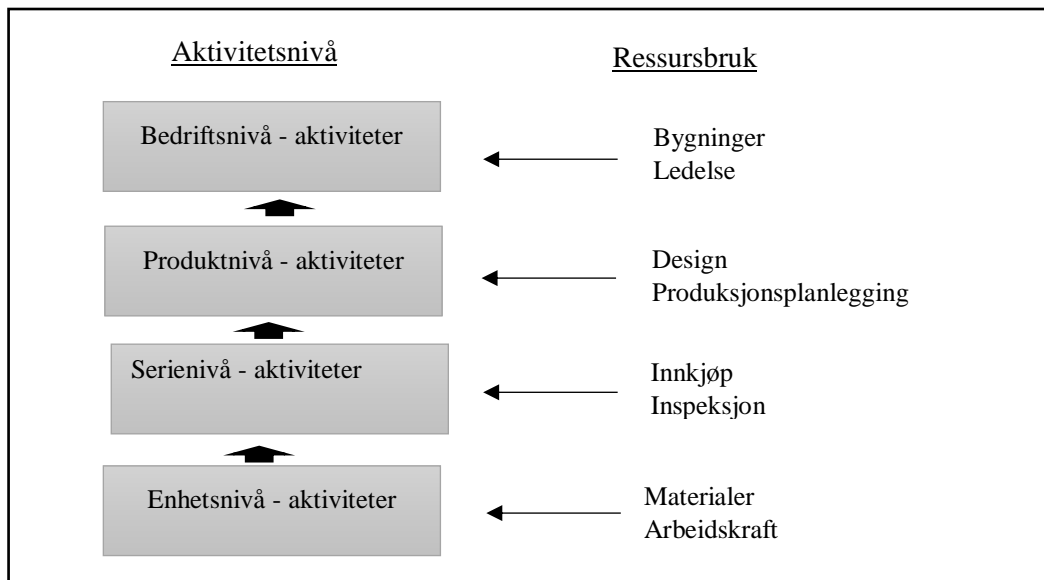 Aktivitetsnivå
Ressursbruk
Bedriftsnivå - aktiviteter
Bygninger
Ledelse
Produktnivå - aktiviteter
Design
Produksjonsplanlegging
Serienivå - aktiviteter
Innkjøp
Inspeksjon
Enhetsnivå - aktiviteter
Materialer
Arbeidskraft